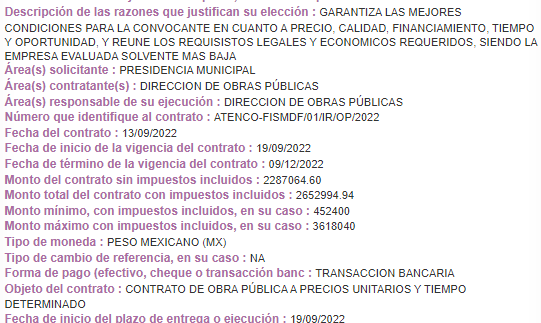 Descripción de las razones que justifican su elección : GARANTIZA LAS MEJORES
CONDICIONES PARA LA CONVOCANTE EN CUANTO A PRECIO, CALIDAD, FINANCIAMIENTO, TIEMPO
Y OPORTUNIDAD, Y REUNE LOS REQUISISTOS LEGALES Y ECONOMICOS REQUERIDOS, SIENDO LA
EMPRESA EVALUADA SOLVENTE MAS BAJA
Área(s) solicitante : PRESIDENCIA MUNICIPAL
Área(s) contratante(s) : DIRECCION DE OBRAS PÚBLICAS
Área(s) responsable de su ejecución : DIRECCION DE OBRAS PÚBLICAS
Número que identifique al contrato : ATENCO-FISMDF/01/IR/OP/2022
Fecha del contrato : 13/09/2022
Fecha de inicio de la vigencia del contrato : 19/09/2022
Fecha de término de la vigencia del contrato : 09/12/2022
Monto del contrato sin impuestos incluidos : 2287064.60
Monto total del contrato con impuestos incluidos : 2652994.94
Monto mínimo, con impuestos incluidos, en su caso : 452400
Monto máximo con impuestos incluidos, en su caso : 3618040
Tipo de moneda : PESO MEXICANO (MX)
Tipo de cambio de referencia, en su caso : NA
Forma de pago (efectivo, cheque o transacción banc : TRANSACCION BANCARIA
Objeto del contrato : CONTRATO DE OBRA PÚBLICA A PRECIOS UNITARIOS Y TIEMPO
DETERMINADO
Fecha de inicio del plazo de entrega o ejecución : 19/09/2022